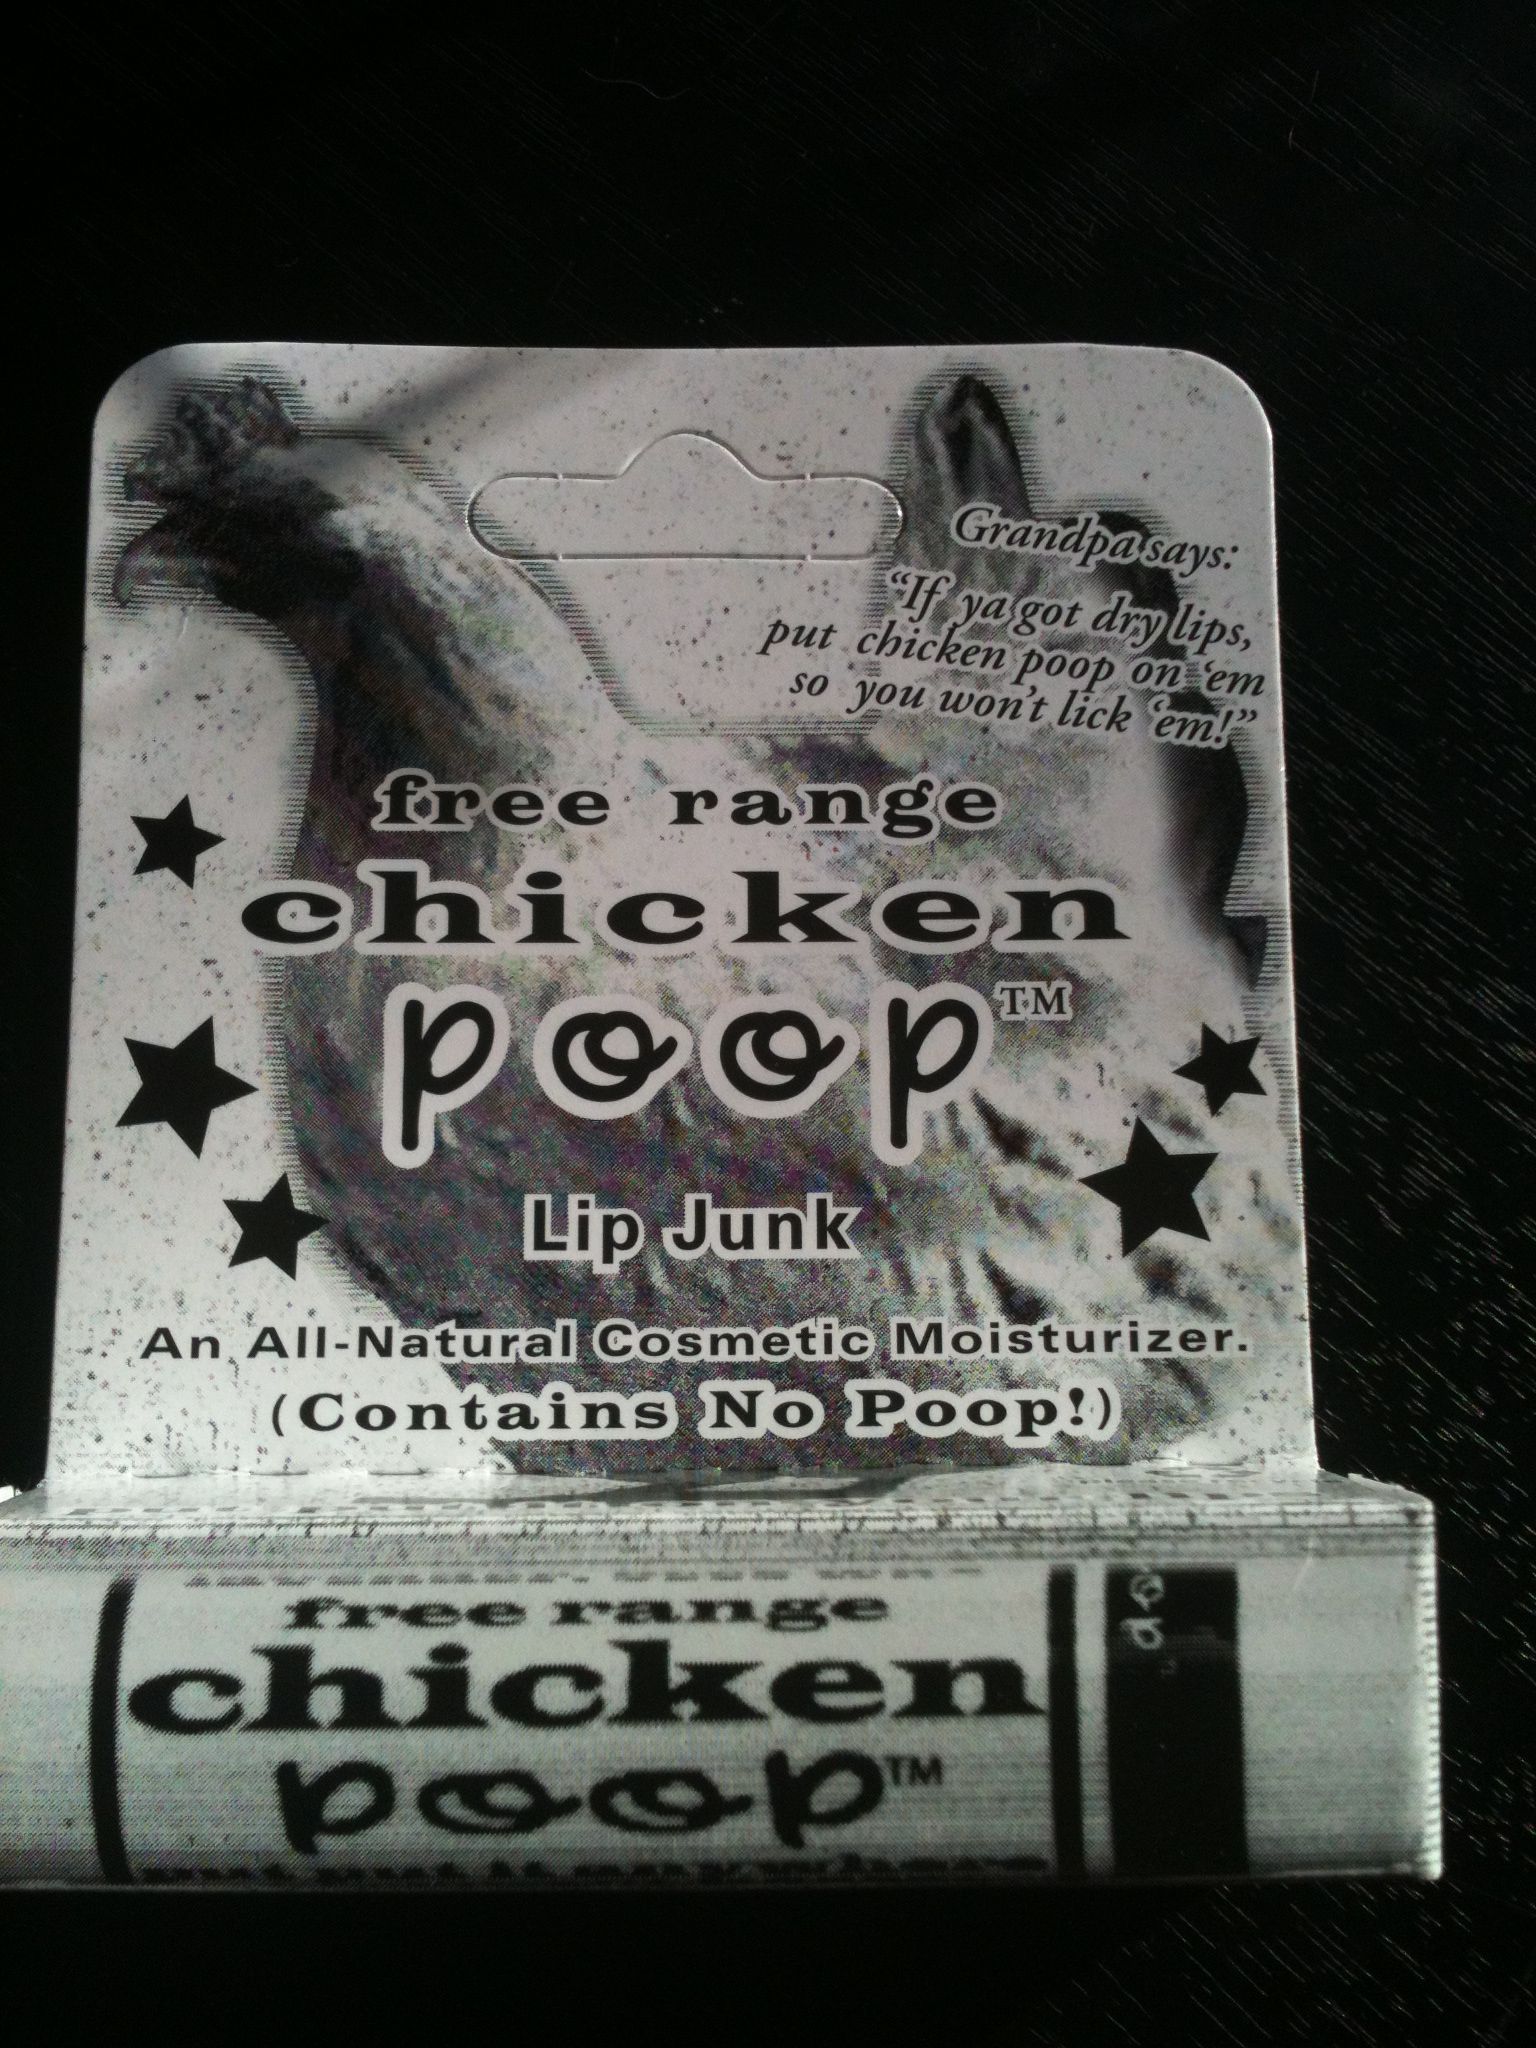 Grandpa says:
“If ya got dry lips,
put chicken poop on ‘em
so you won’t lick ‘em!”
free range
chicken
poop™
Lip Junk
An All-Natural Cosmetic Moisturizer.
(Contains No Poop!)
free range
chicken
poop™